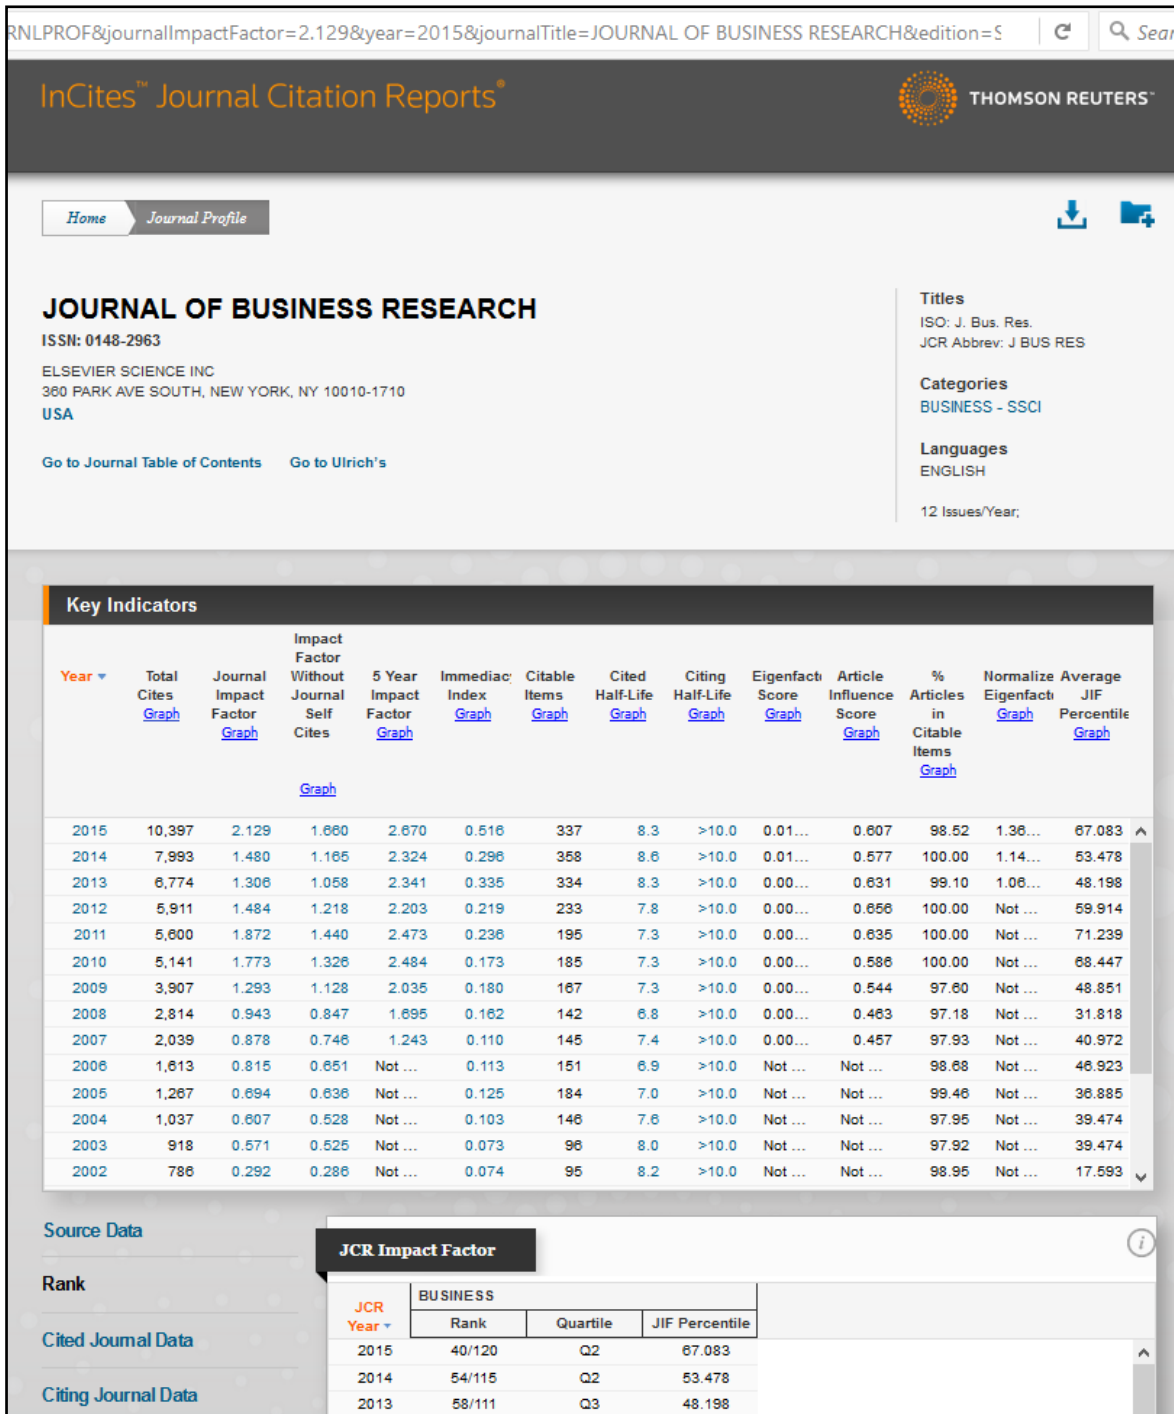 RNLPROF&journalImpactFactor=2.129&year=2015&journalTitle=JOURNAL OF BUSINESS RESEARCH&edition=S
Sear
InCites™ Journal Citation Reports®
THOMSON REUTERS™
Home Journal Profile
JOURNAL OF BUSINESS RESEARCH
ISSN: 0148-2963
ELSEVIER SCIENCE INC
360 PARK AVE SOUTH, NEW YORK, NY 10010-1710
USA
Go to Journal Table of Contents Go to Ulrich's
Titles
ISO: J. Bus. Res.
JCR Abbrev: J BUS RES
Categories
BUSINESS - SSCI
Languages
ENGLISH
12 Issues/Year;
Key Indicators
Year Total Cites Graph Journal Impact Factor Graph Impact Factor Without Journal Self Cites Graph 5 Year Impact Factor Graph Immediac Index Graph Citable Items Graph Cited Half-Life Graph Citing Half-Life Graph Eigenfact Score Graph Article Influence Score Graph % Articles in Citable Items Graph Normalize Eigenfact Graph Average JIF Percentile Graph
2015 10,397 2.129 1.660 2.670 0.516 337 8.3 >10.0 0.01... 0.607 98.52 1.36... 67.083
2014 7,993 1.480 1.165 2.324 0.296 358 8.6 >10.0 0.01... 0.577 100.00 1.14... 53.478
2013 6,774 1.306 1.058 2.341 0.335 334 8.3 >10.0 0.00... 0.631 99.10 1.06... 48.198
2012 5,911 1.484 1.218 2.203 0.219 233 7.8 >10.0 0.00... 0.656 100.00 Not ... 59.914
2011 5,600 1.872 1.440 2.473 0.236 195 7.3 >10.0 0.00... 0.635 100.00 Not ... 71.239
2010 5,141 1.773 1.326 2.484 0.173 185 7.3 >10.0 0.00... 0.586 100.00 Not ... 68.447
2009 3,907 1.293 1.128 2.035 0.180 167 7.3 >10.0 0.00... 0.544 97.60 Not ... 48.851
2008 2,814 0.943 0.847 1.695 0.162 142 6.8 >10.0 0.00... 0.463 97.18 Not ... 31.818
2007 2,039 0.878 0.746 1.243 0.110 145 7.4 >10.0 0.00... 0.457 97.93 Not ... 40.972
2006 1,613 0.815 0.651 Not ... 0.113 151 6.9 >10.0 Not ... Not ... 98.68 Not ... 46.923
2005 1,267 0.694 0.636 Not ... 0.125 184 7.0 >10.0 Not ... Not ... 99.46 Not ... 36.885
2004 1,037 0.607 0.528 Not ... 0.103 146 7.6 >10.0 Not ... Not ... 97.95 Not ... 39.474
2003 918 0.571 0.525 Not ... 0.073 96 8.0 >10.0 Not ... Not ... 97.92 Not ... 39.474
2002 786 0.292 0.286 Not ... 0.074 95 8.2 >10.0 Not ... Not ... 98.95 Not ... 17.593
Source Data
Rank
Cited Journal Data
Citing Journal Data
JCR Impact Factor
i
JCR Year BUSINESS
Rank Quartile JIF Percentile
2015 40/120 Q2 67.083
2014 54/115 Q2 53.478
2013 58/111 Q3 48.198